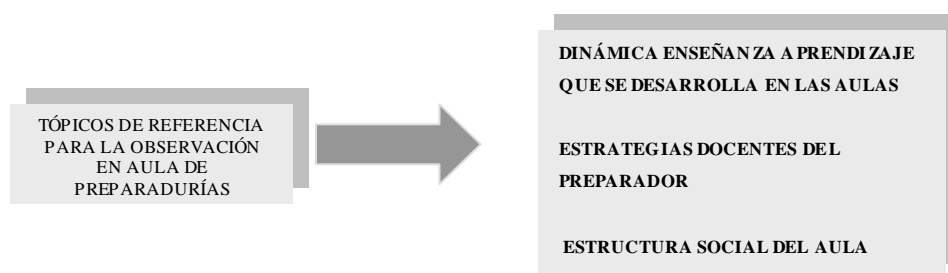 TÓPICOS DE REFERENCIA
PARA LA OBSERVACIÓN
EN AULA DE
PREPARADURÍAS
DINÁMICA ENSEÑANZA APRENDIZAJE
QUE SE DESARROLLA EN LAS AULAS
ESTRATEGIAS DOCENTES DEL
PREPARADOR
ESTRUCTURA SOCIAL DEL AULA